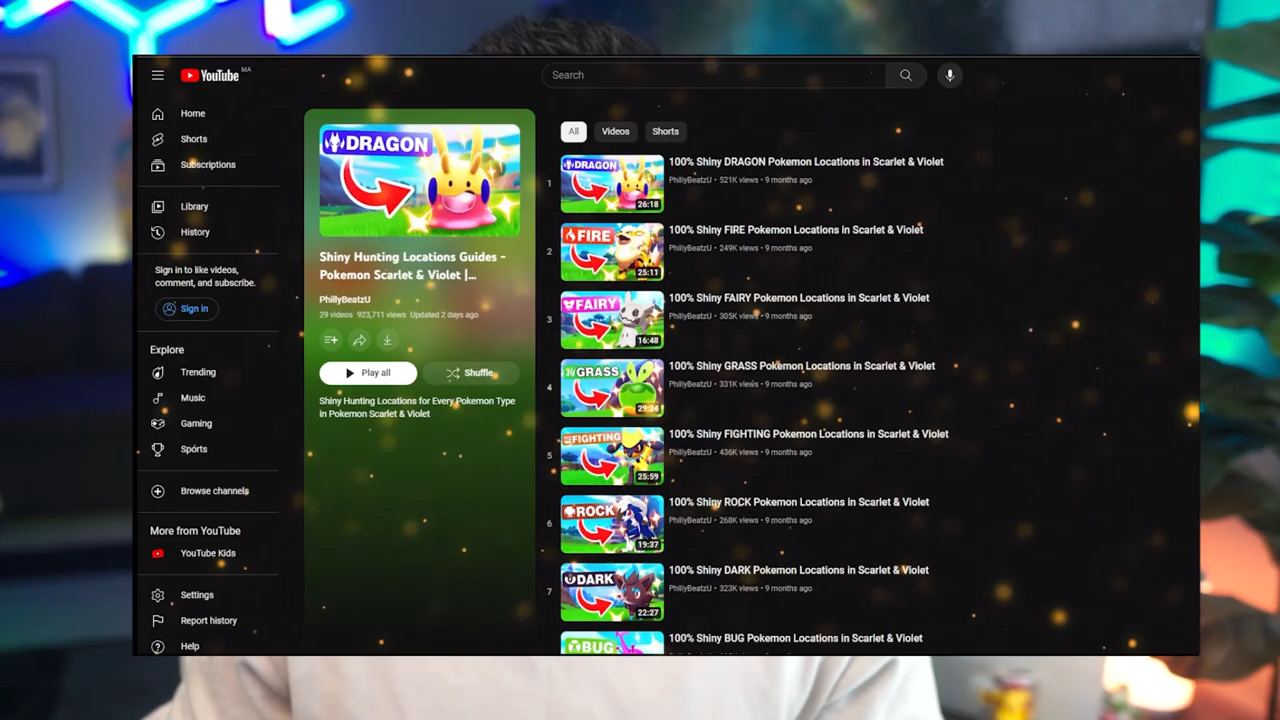 YouTube MA
Search
Home
Shorts
Subscriptions
Library
History
Sign in to like videos,
comment, and subscribe.
Sign in
Explore
Trending
Music
Gaming
Sports
Browse channels
More from YouTube
YouTube Kids
Settings
Report history
Help
DRAGON
Shiny Hunting Locations Guides -
Pokemon Scarlet & Violet |...
PhillyBeatzU
29 videos 923,711 views Updated 2 days ago
Play all
Shuffle
Shiny Hunting Locations for Every Pokemon Type
in Pokemon Scarlet & Violet
All
Videos
Shorts
1
DRAGON
26:18
100% Shiny DRAGON Pokemon Locations in Scarlet & Violet
PhillyBeatzU • 521K views • 9 months ago
2
FIRE
25:11
100% Shiny FIRE Pokemon Locations in Scarlet & Violet
PhillyBeatzU • 249K views • 9 months ago
3
FAIRY
16:48
100% Shiny FAIRY Pokemon Locations in Scarlet & Violet
PhillyBeatzU • 305K views • 9 months ago
4
GRASS
29:24
100% Shiny GRASS Pokemon Locations in Scarlet & Violet
PhillyBeatzU • 331K views • 9 months ago
5
FIGHTING
25:59
100% Shiny FIGHTING Pokemon Locations in Scarlet & Violet
PhillyBeatzU • 436K views • 9 months ago
6
ROCK
19:37
100% Shiny ROCK Pokemon Locations in Scarlet & Violet
PhillyBeatzU • 268K views • 9 months ago
7
DARK
22:27
100% Shiny DARK Pokemon Locations in Scarlet & Violet
PhillyBeatzU • 323K views • 9 months ago
BUG
100% Shiny BUG Pokemon Locations in Scarlet & Violet